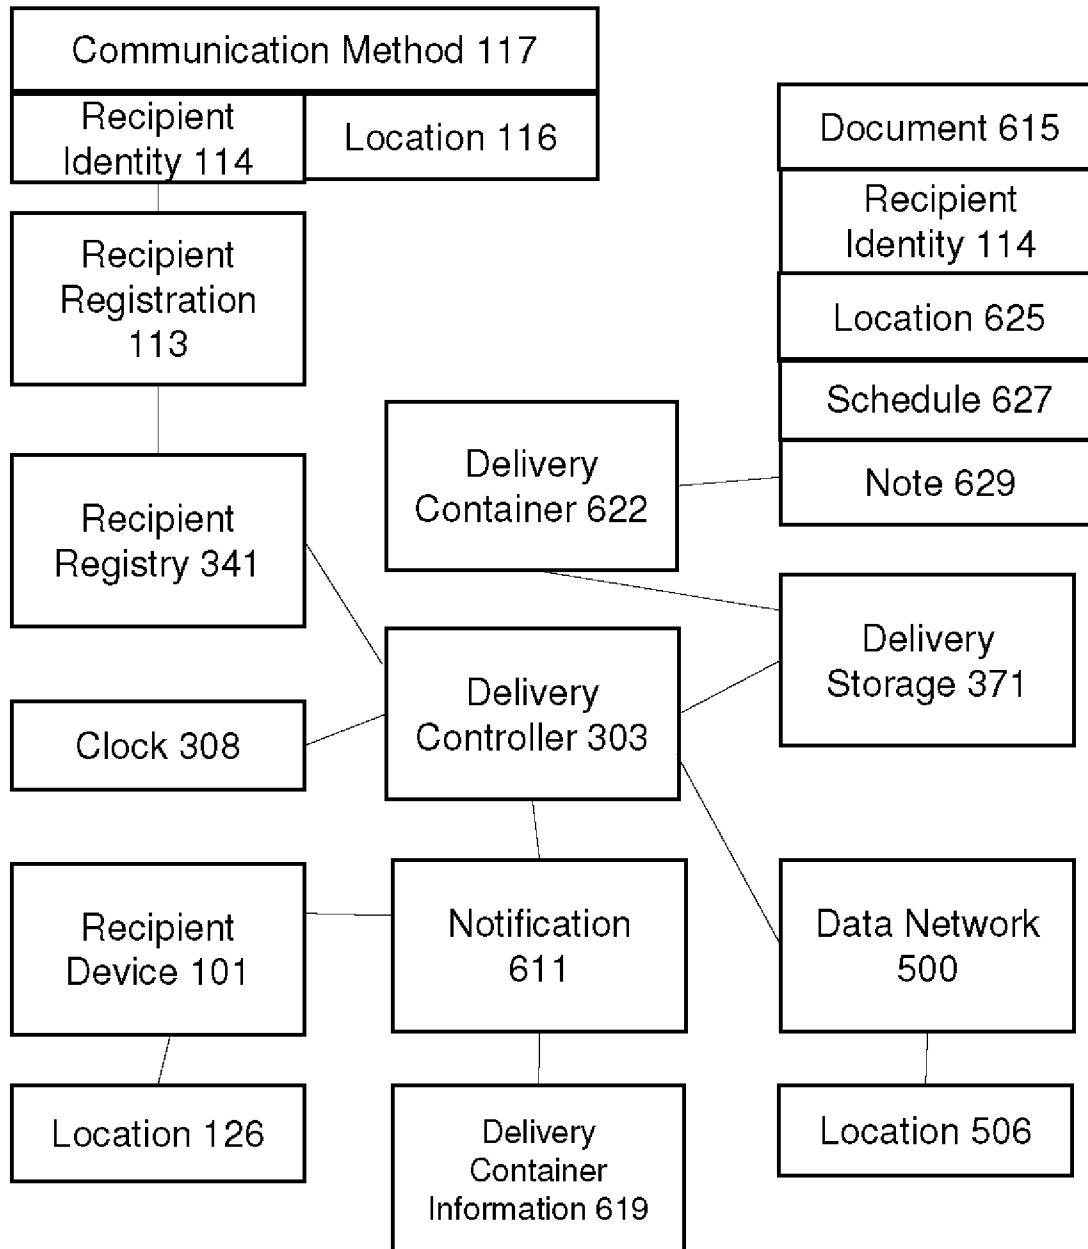 Communication Method 117
Recipient
Identity 114
Location 116
Document 615
Recipient
Identity 114
Location 625
Schedule 627
Note 629
Recipient
Registration
113
Delivery
Container 622
Recipient
Registry 341
Delivery
Storage 371
Delivery
Controller 303
Clock 308
Recipient
Device 101
Notification
611
Data Network
500
Location 126
Delivery
Container
Information 619
Location 506